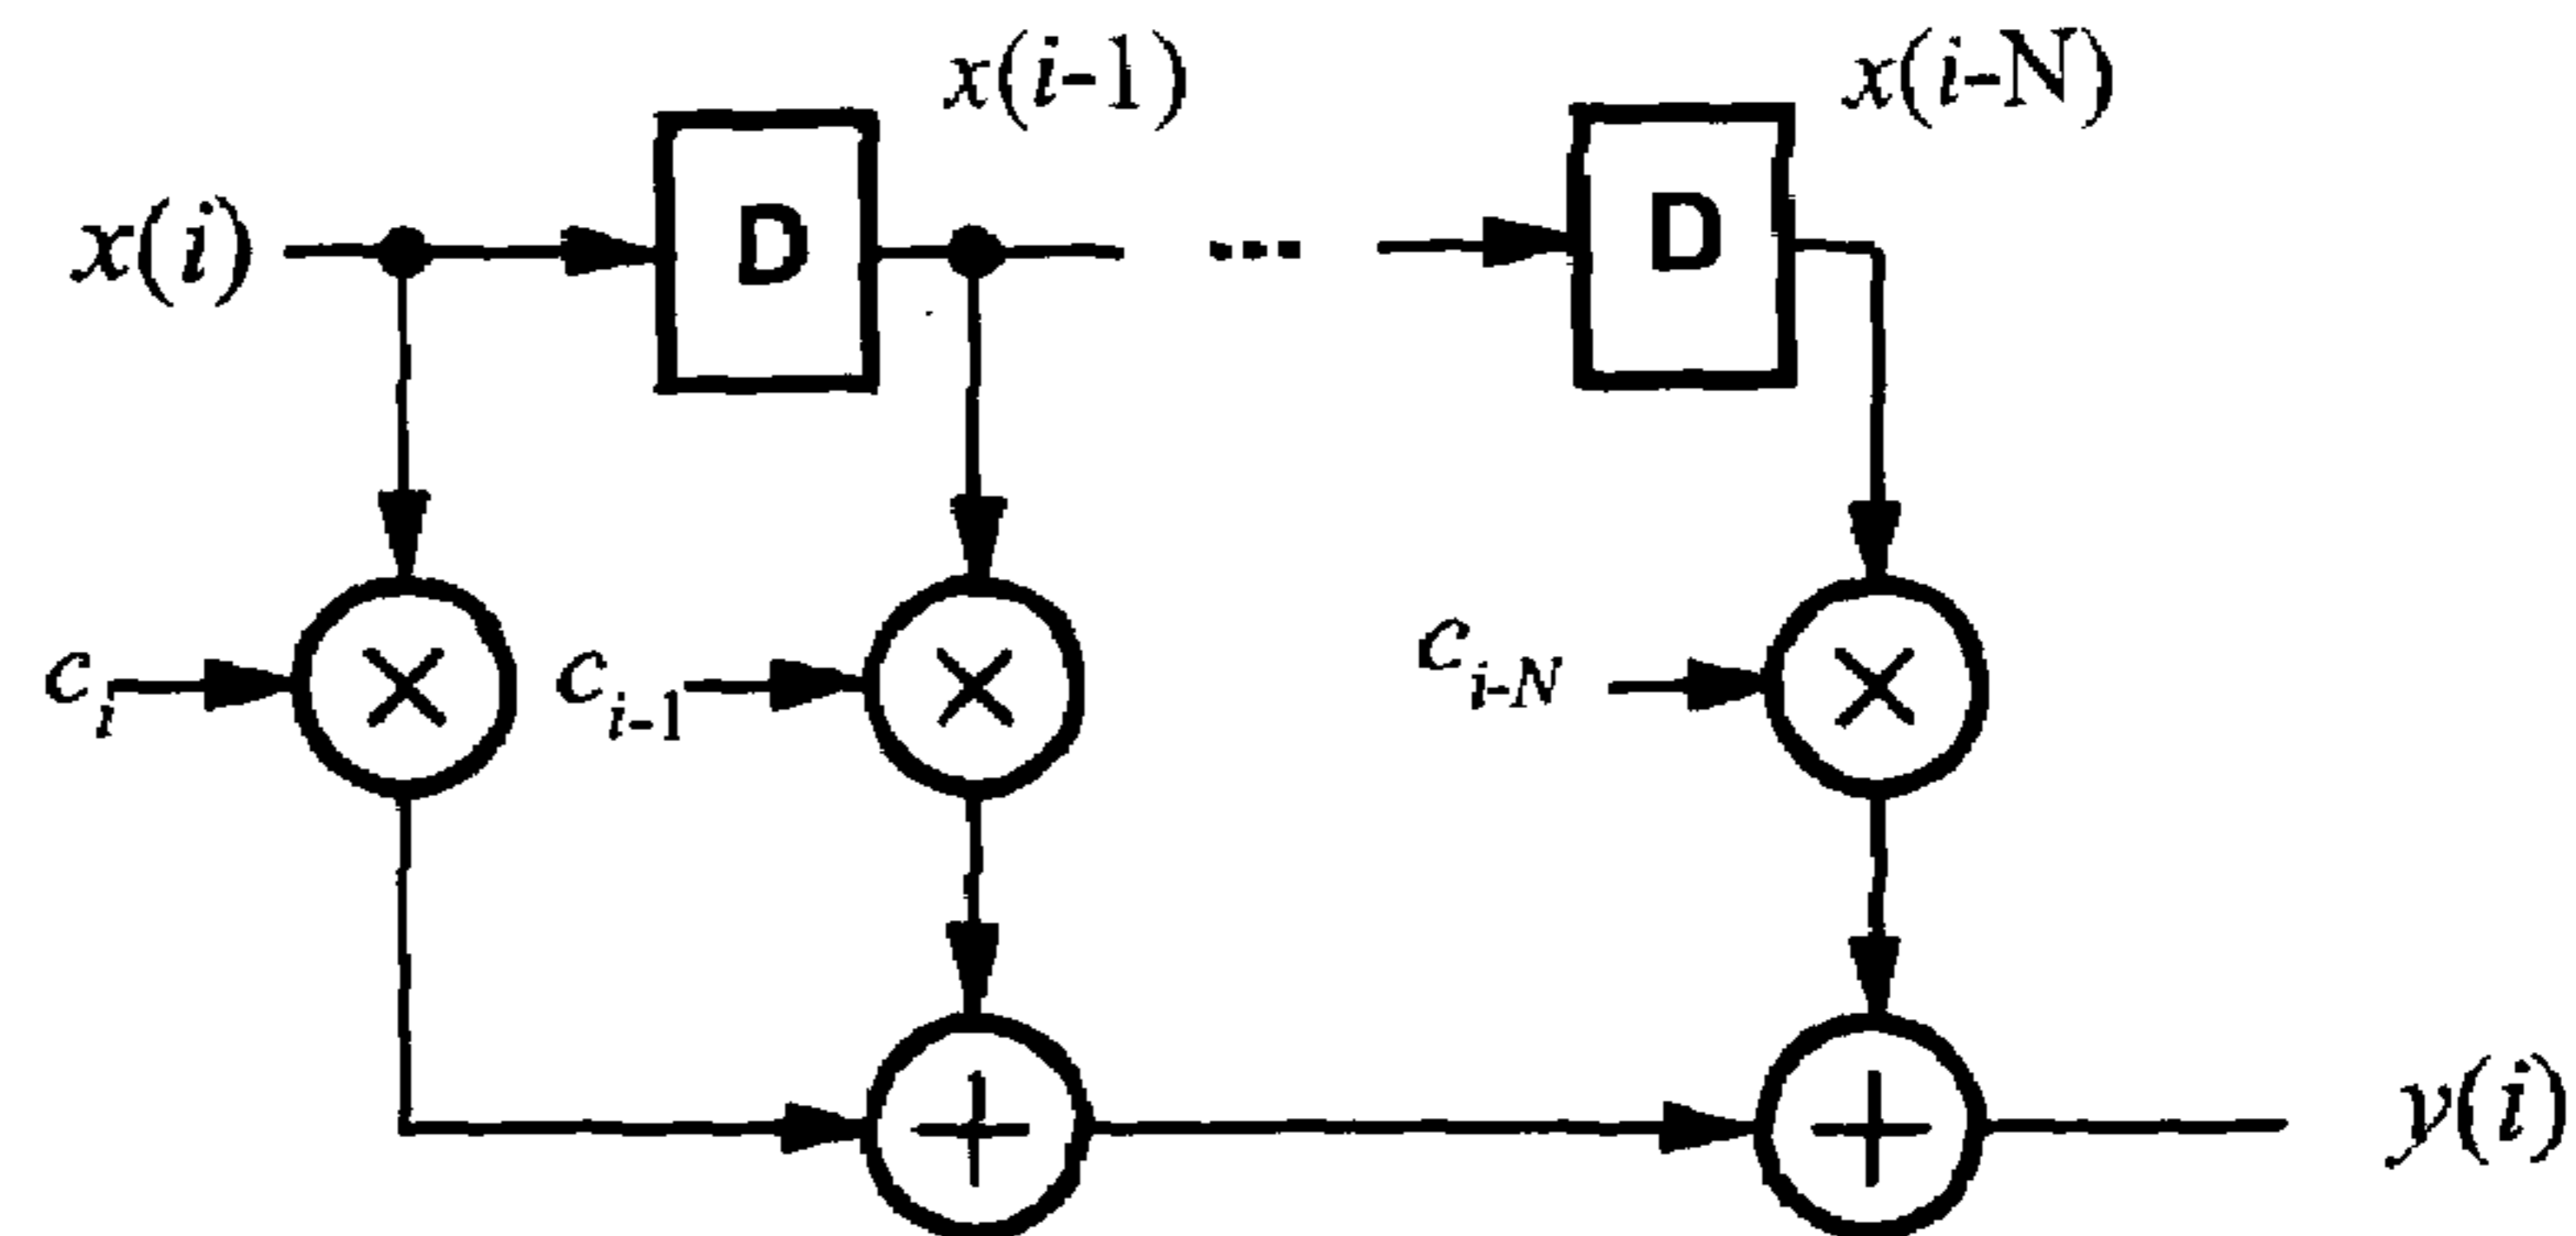 x(i-1) x(i-N)
x(i) D ... D
c_i × c_{i-1} × c_{i-N} ×
+ + y(i)